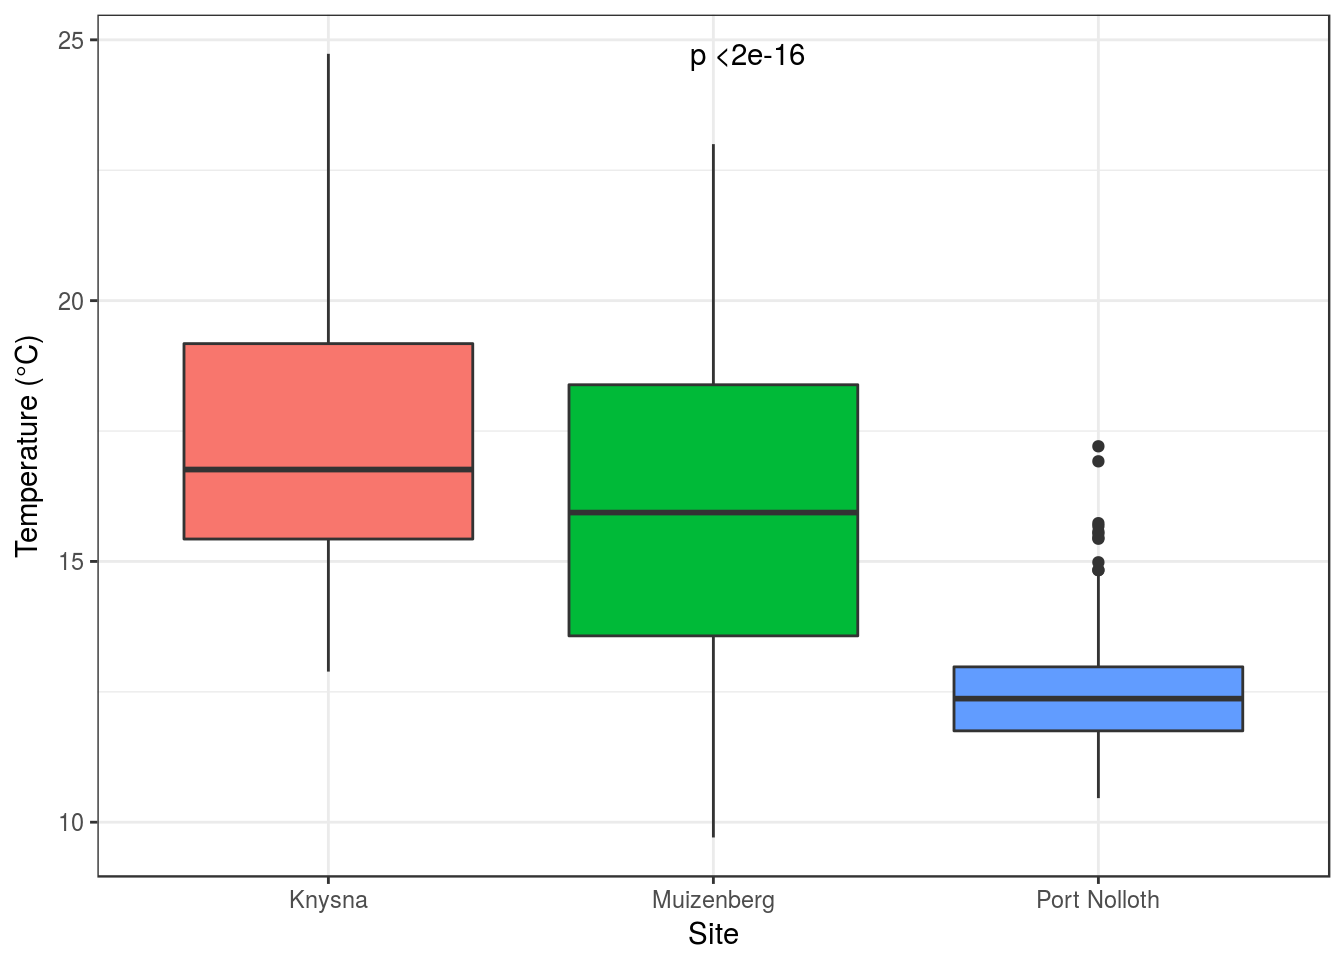 p <2e-16
25
20
15
10
Temperature (°C)
Knysna
Muizenberg
Port Nolloth
Site